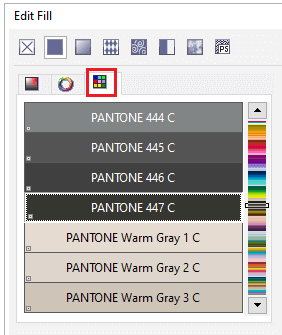 Edit Fill
PS
PANTONE 444 C
PANTONE 445 C
PANTONE 446 C
PANTONE 447 C
PANTONE Warm Gray 1 C
PANTONE Warm Gray 2 C
PANTONE Warm Gray 3 C